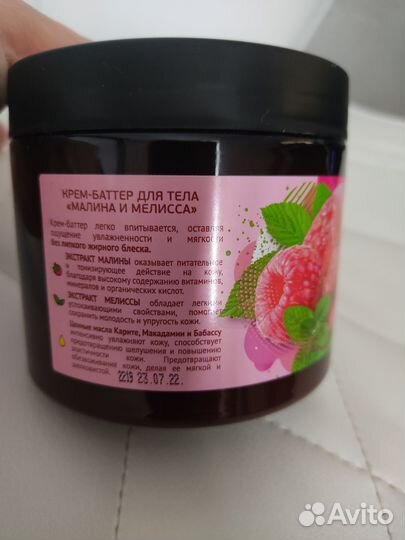 КРЕМ-БАТТЕР ДЛЯ ТЕЛА
«МАЛИНА И МЕЛИССА»
Крем-баттер легко впитывается, оставляя
ощущение увлажненности и мягкости
без липкого жирного блеска.
ЭКСТРАКТ МАЛИНЫ оказывает питательное
и тонизирующее действие на кожу,
благодаря высокому содержанию витаминов,
минералов и органических кислот.
ЭКСТРАКТ МЕЛИССЫ обладает легкими
успокаивающими свойствами, помогает
сохранить молодость и упругость кожи.
Ценные масла Карите, Макадамии и Бабассу
интенсивно увлажняют кожу, способствует
предотвращению шелушения и повышению
эластичности кожи. Предотвращают
обезвоживание кожи, делая ее мягкой и
шелковистой.
2219 23.07.22.
Avito